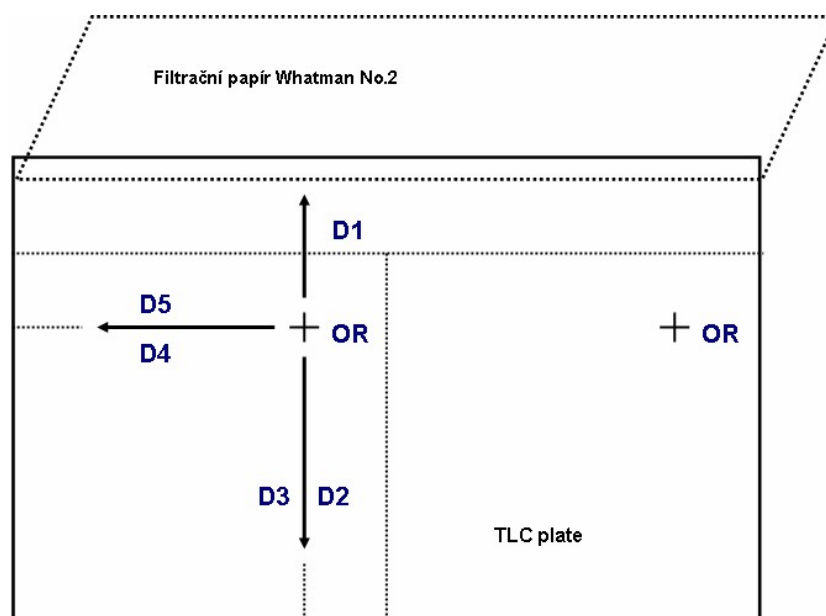 Filtrační papír Whatman No.2
D1
D5
OR
OR
D4
D3
D2
TLC plate